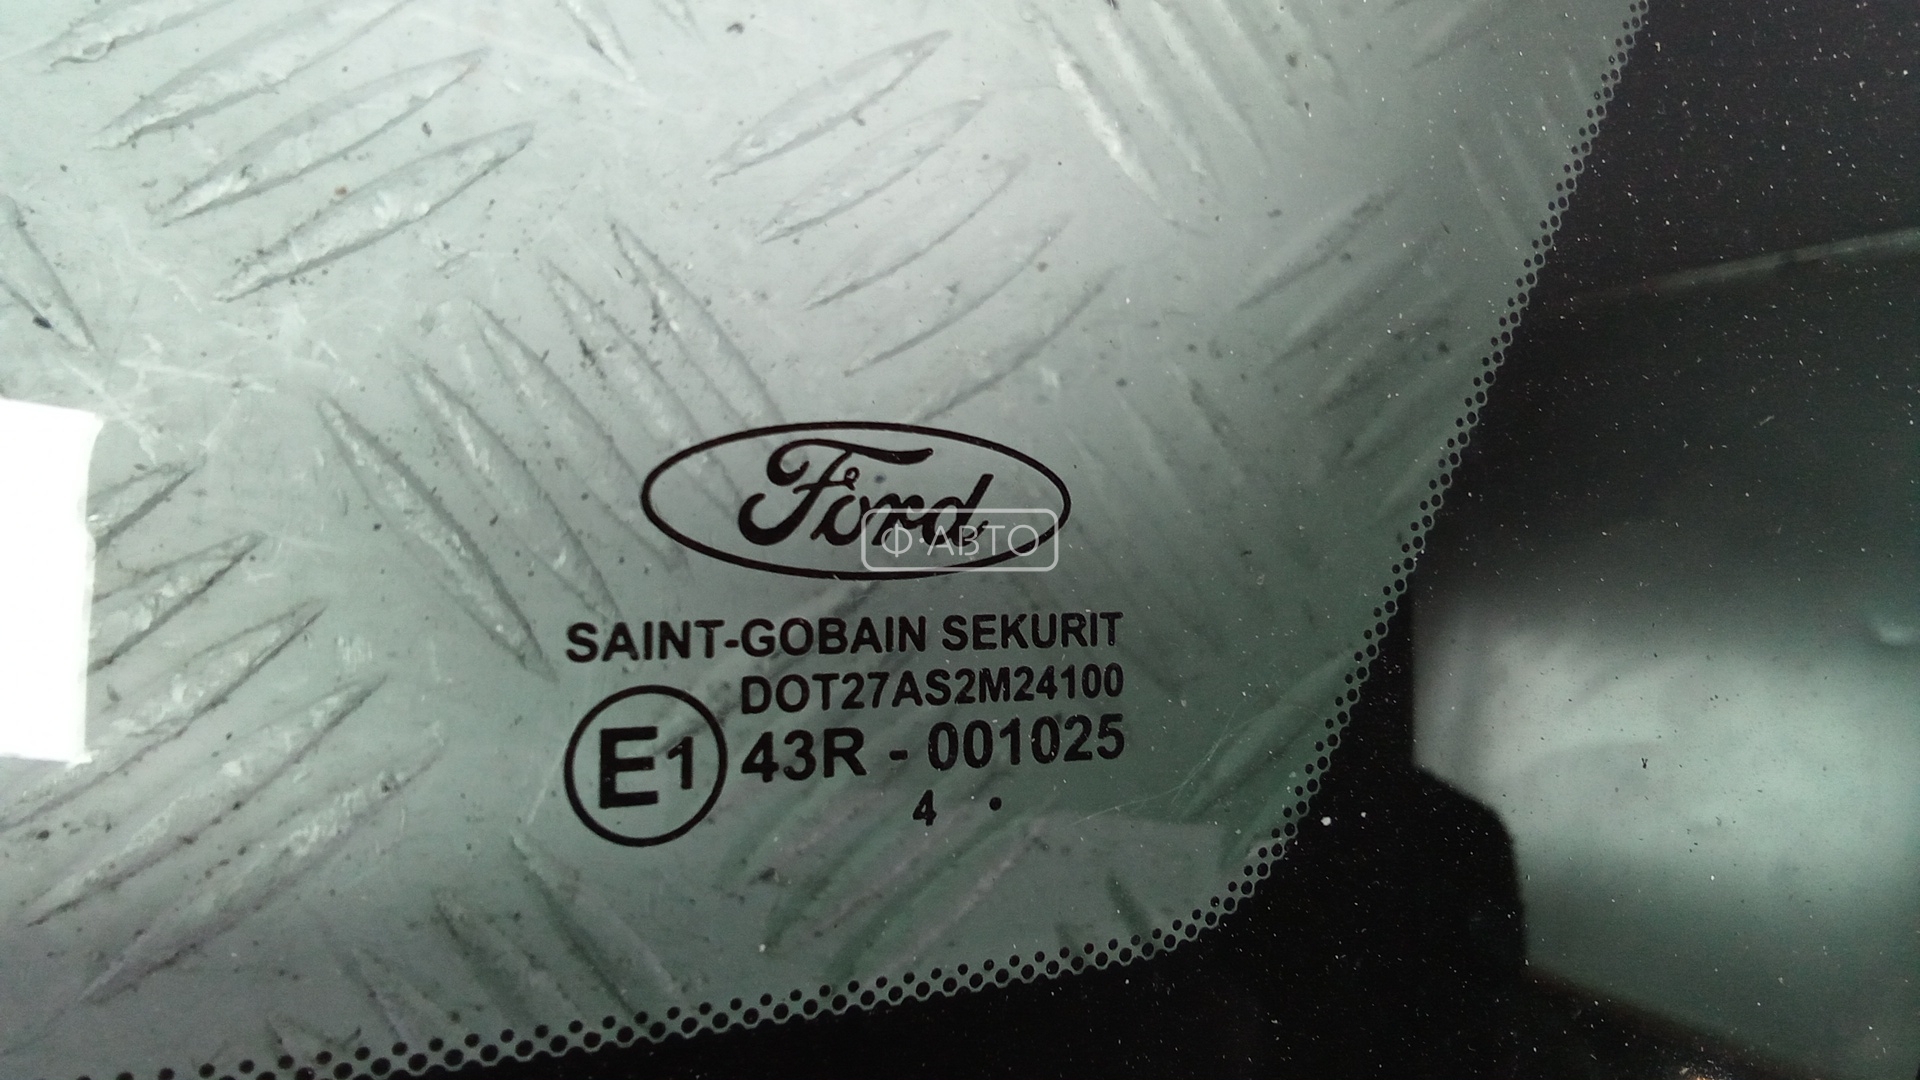 Ford
Ф·АВТО
SAINT-GOBAIN SEKURIT
DOT27AS2M24100
E1 43R - 001025
4 .